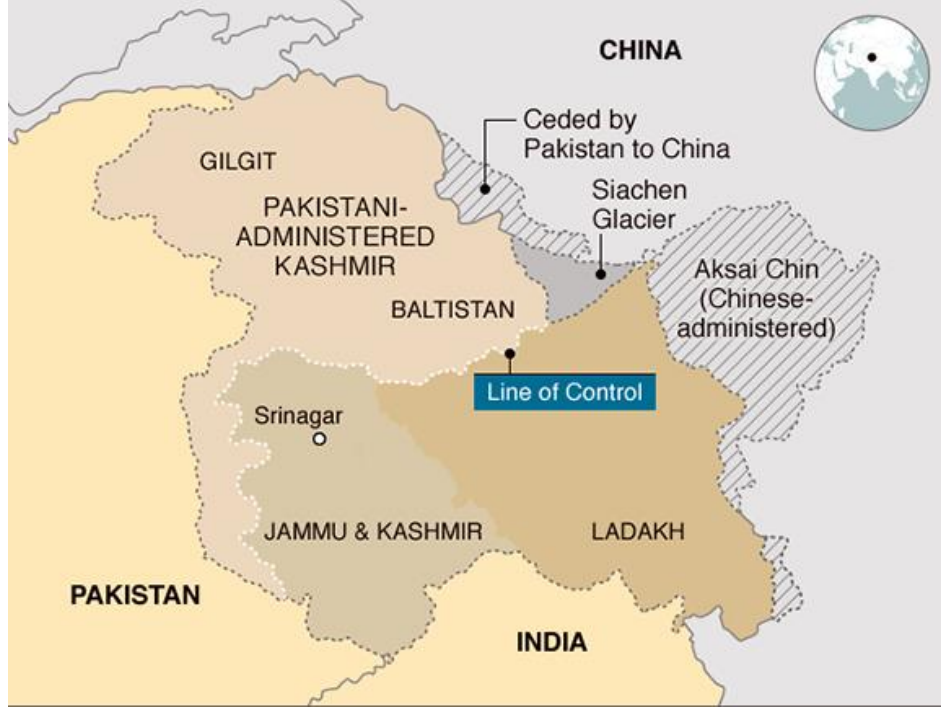 CHINA
Ceded by
Pakistan to China
Siachen
Glacier
GILGIT
PAKISTANI-
ADMINISTERED
KASHMIR
BALTISTAN
Aksai Chin
(Chinese-
administered)
Line of Control
Srinagar
JAMMU & KASHMIR
LADAKH
PAKISTAN
INDIA